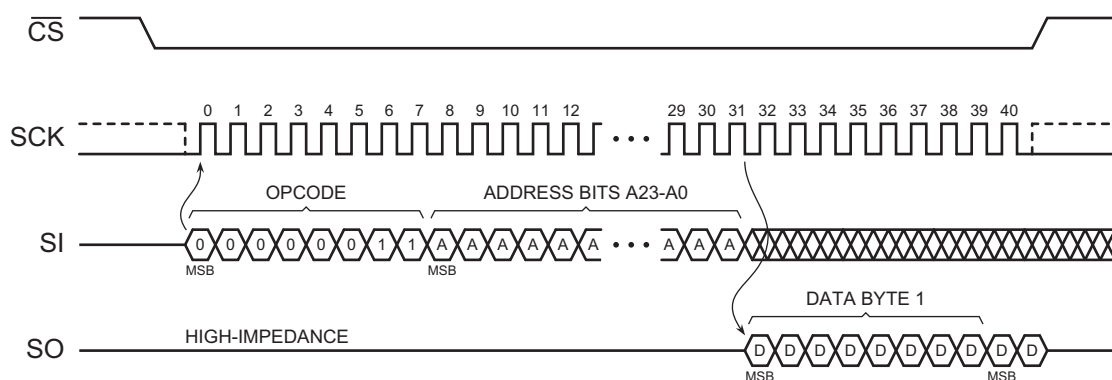 CS
0 1 2 3 4 5 6 7 8 9 10 11 12 29 30 31 32 33 34 35 36 37 38 39 40
SCK
OPCODE ADDRESS BITS A23-A0
SI 0 0 0 0 0 0 1 1 A A A A A A A A A
MSB MSB
DATA BYTE 1
HIGH-IMPEDANCE
SO D D D D D D D D D D
MSB MSB